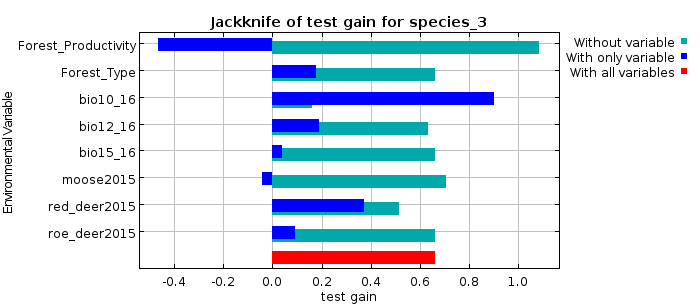 Jackknife of test gain for species_3
Without variable
With only variable
With all variables
Environmental Variable
Forest_Productivity
Forest_Type
bio10_16
bio12_16
bio15_16
moose2015
red_deer2015
roe_deer2015
-0.4 -0.2 0.0 0.2 0.4 0.6 0.8 1.0
test gain